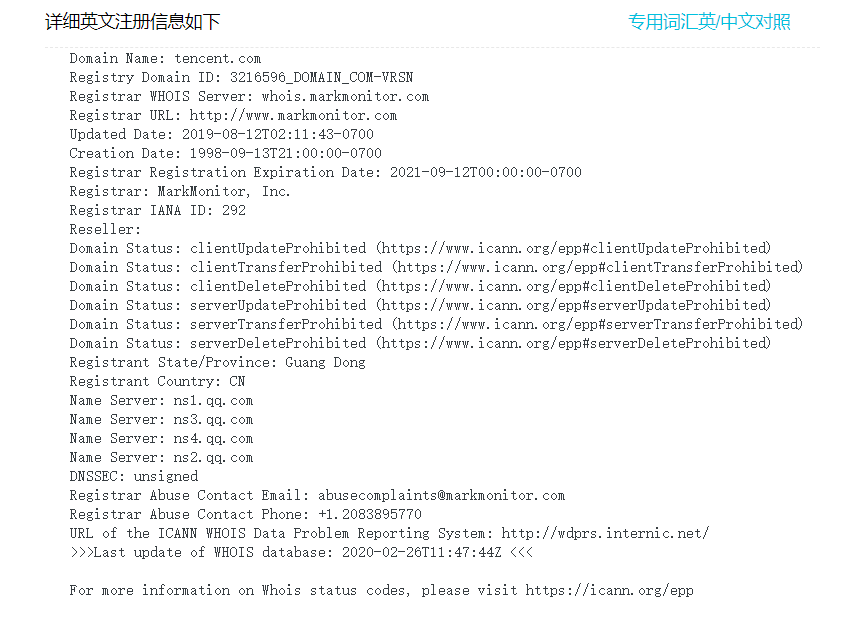 详细英文注册信息如下
专用词汇英/中文对照
Domain Name: tencent.com
Registry Domain ID: 3216596_DOMAIN_COM-VRSN
Registrar WHOIS Server: whois.markmonitor.com
Registrar URL: http://www.markmonitor.com
Updated Date: 2019-08-12T02:11:43-0700
Creation Date: 1998-09-13T21:00:00-0700
Registrar Registration Expiration Date: 2021-09-12T00:00:00-0700
Registrar: MarkMonitor, Inc.
Registrar IANA ID: 292
Reseller:
Domain Status: clientUpdateProhibited (https://www.icann.org/epp#clientUpdateProhibited)
Domain Status: clientTransferProhibited (https://www.icann.org/epp#clientTransferProhibited)
Domain Status: clientDeleteProhibited (https://www.icann.org/epp#clientDeleteProhibited)
Domain Status: serverUpdateProhibited (https://www.icann.org/epp#serverUpdateProhibited)
Domain Status: serverTransferProhibited (https://www.icann.org/epp#serverTransferProhibited)
Domain Status: serverDeleteProhibited (https://www.icann.org/epp#serverDeleteProhibited)
Registrant State/Province: Guang Dong
Registrant Country: CN
Name Server: ns1.qq.com
Name Server: ns3.qq.com
Name Server: ns4.qq.com
Name Server: ns2.qq.com
DNSSEC: unsigned
Registrar Abuse Contact Email: abusecomplaints@markmonitor.com
Registrar Abuse Contact Phone: +1.2083895770
URL of the ICANN WHOIS Data Problem Reporting System: http://wdprs.internic.net/
>>>Last update of WHOIS database: 2020-02-26T11:47:44Z <<<
For more information on Whois status codes, please visit https://icann.org/epp